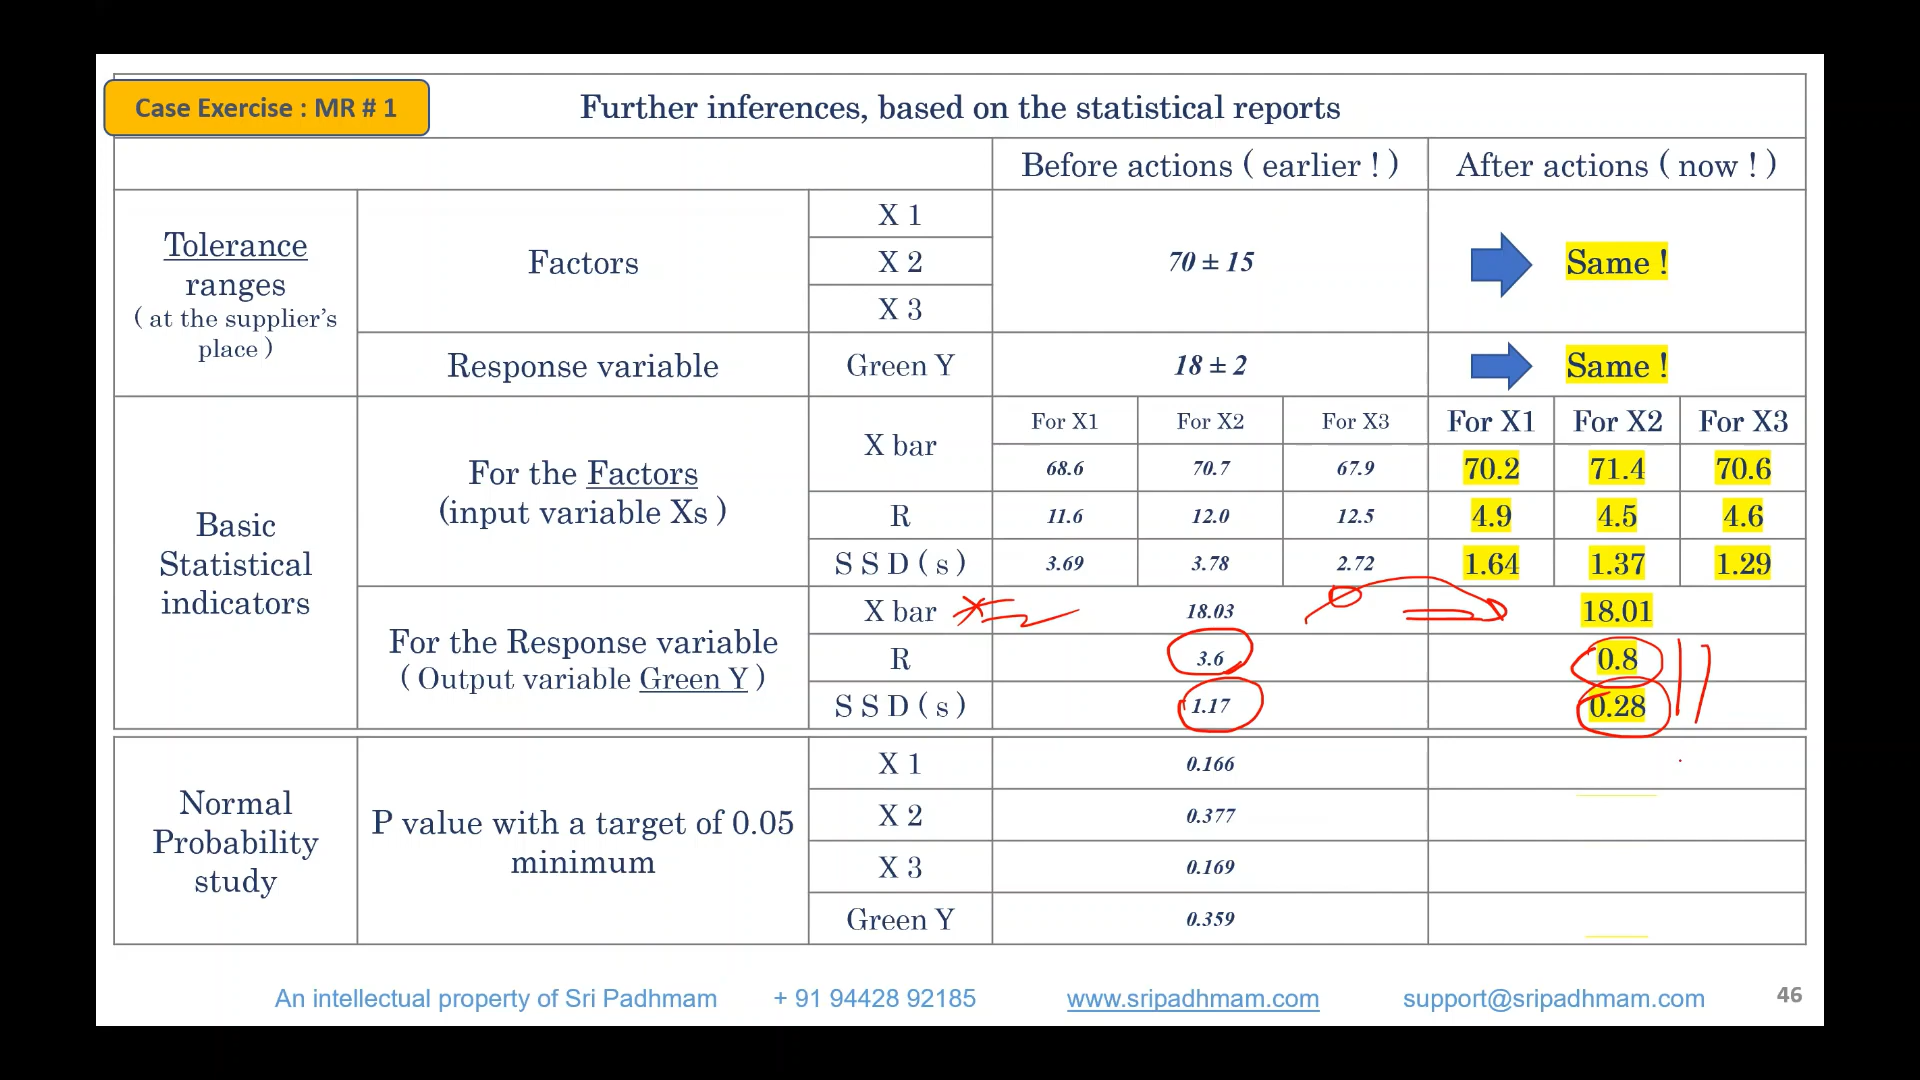 Case Exercise : MR # 1
Further inferences, based on the statistical reports
Before actions ( earlier ! )
After actions ( now ! )
Tolerance
ranges
( at the supplier's
place )
Factors
X 1
X 2
X 3
70 ± 15
Same !
Response variable
Green Y
18 ± 2
Same !
Basic
Statistical
indicators
For the Factors
(input variable Xs )
X bar
For X1
For X2
For X3
For X1
For X2
For X3
68.6
70.7
67.9
70.2
71.4
70.6
R
11.6
12.0
12.5
4.9
4.5
4.6
S S D ( s )
3.69
3.78
2.72
1.64
1.37
1.29
For the Response variable
( Output variable Green Y )
X bar
18.03
18.01
R
3.6
0.8
S S D ( s )
1.17
0.28
Normal
Probability
study
P value with a target of 0.05
minimum
X 1
0.166
X 2
0.377
X 3
0.169
Green Y
0.359
An intellectual property of Sri Padhmam
+ 91 94428 92185
www.sripadhmam.com
support@sripadhmam.com
46